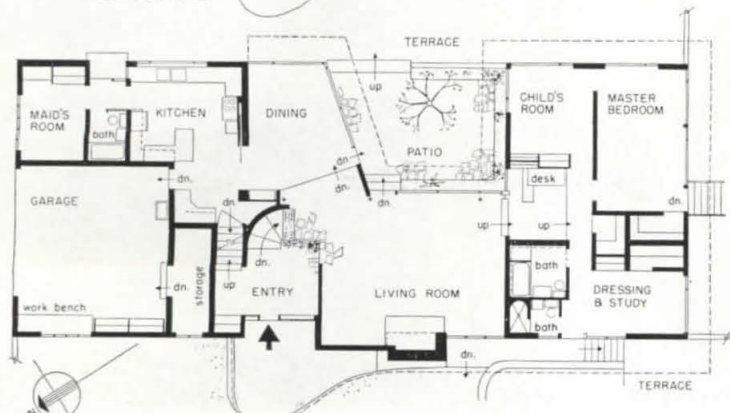 TERRACE
up
MAID'S
ROOM
bath
KITCHEN
DINING
PATIO
CHILD'S
ROOM
MASTER
BEDROOM
dn.
dn.
dn.
dn.
GARAGE
dn.
desk
up
up
dn.
dn.
storage
up
work bench
ENTRY
dn.
LIVING ROOM
bath
bath
DRESSING
& STUDY
dn.
TERRACE